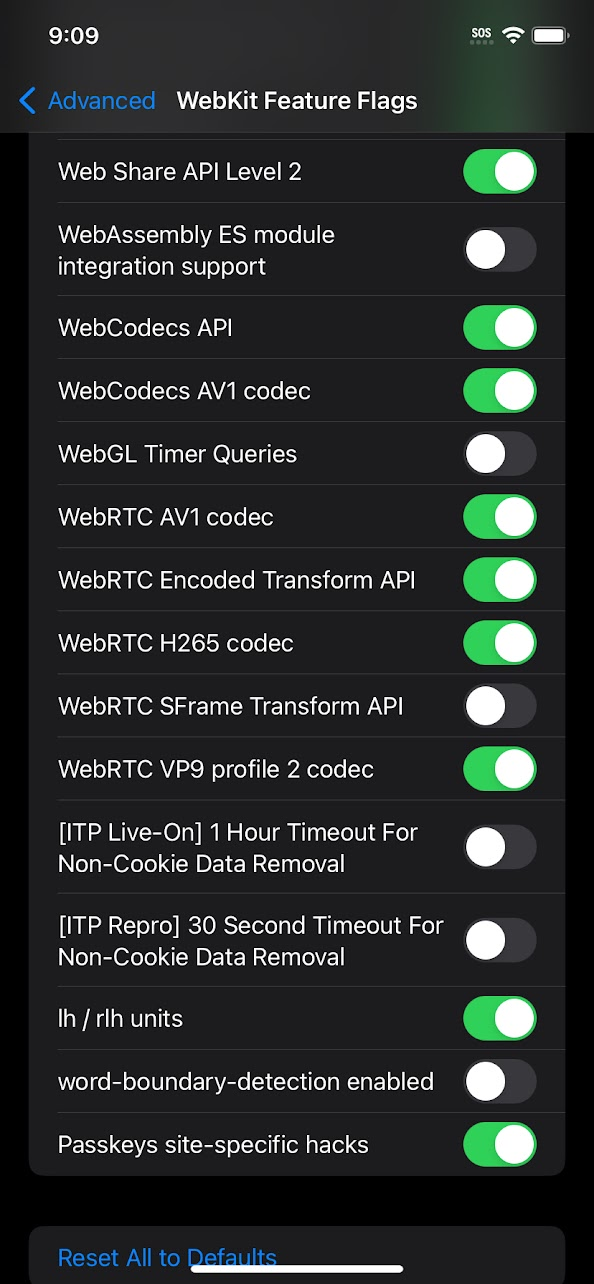 9:09
SOS
Advanced
WebKit Feature Flags
Web Share API Level 2
WebAssembly ES module
integration support
WebCodecs API
WebCodecs AV1 codec
WebGL Timer Queries
WebRTC AV1 codec
WebRTC Encoded Transform API
WebRTC H265 codec
WebRTC SFrame Transform API
WebRTC VP9 profile 2 codec
[ITP Live-On] 1 Hour Timeout For
Non-Cookie Data Removal
[ITP Repro] 30 Second Timeout For
Non-Cookie Data Removal
lh / rlh units
word-boundary-detection enabled
Passkeys site-specific hacks
Reset All to Defaults